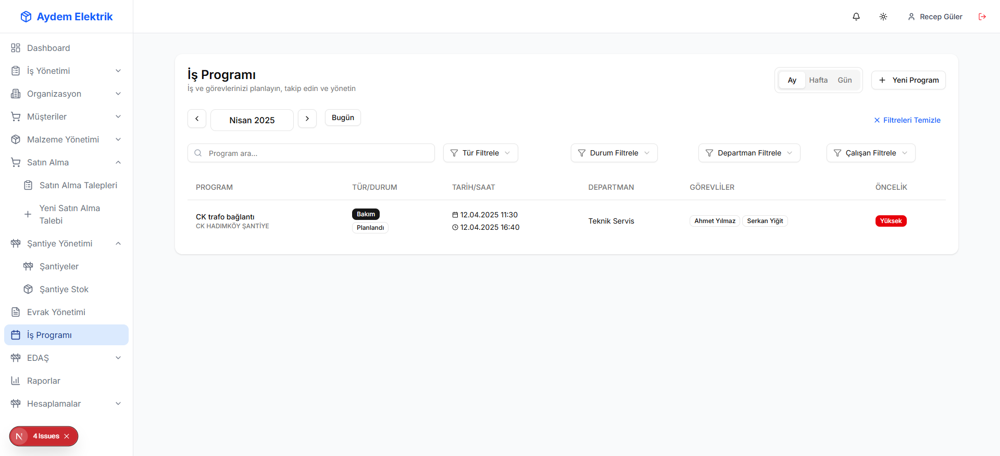 Aydem Elektrik
Recep Güler
Dashboard
İş Yönetimi
Organizasyon
Müşteriler
Malzeme Yönetimi
Satın Alma
Satın Alma Talepleri
Yeni Satın Alma
Talebi
Şantiye Yönetimi
Şantiyeler
Şantiye Stok
Evrak Yönetimi
İş Programı
EDAŞ
Raporlar
Hesaplamalar
N 4 Issues
İş Programı
İş ve görevlerinizi planlayın, takip edin ve yönetin
Ay Hafta Gün
Yeni Program
Nisan 2025
Bugün
Filtreleri Temizle
Program ara...
Tür Filtrele
Durum Filtrele
Departman Filtrele
Çalışan Filtrele
PROGRAM TÜR/DURUM TARİH/SAAT DEPARTMAN GÖREVLİLER ÖNCELİK
CK trafo bağlantı
CK HADIMKÖY ŞANTİYE
Bakım
Planlandı
12.04.2025 11:30
12.04.2025 16:40
Teknik Servis
Ahmet Yılmaz Serkan Yiğit
Yüksek